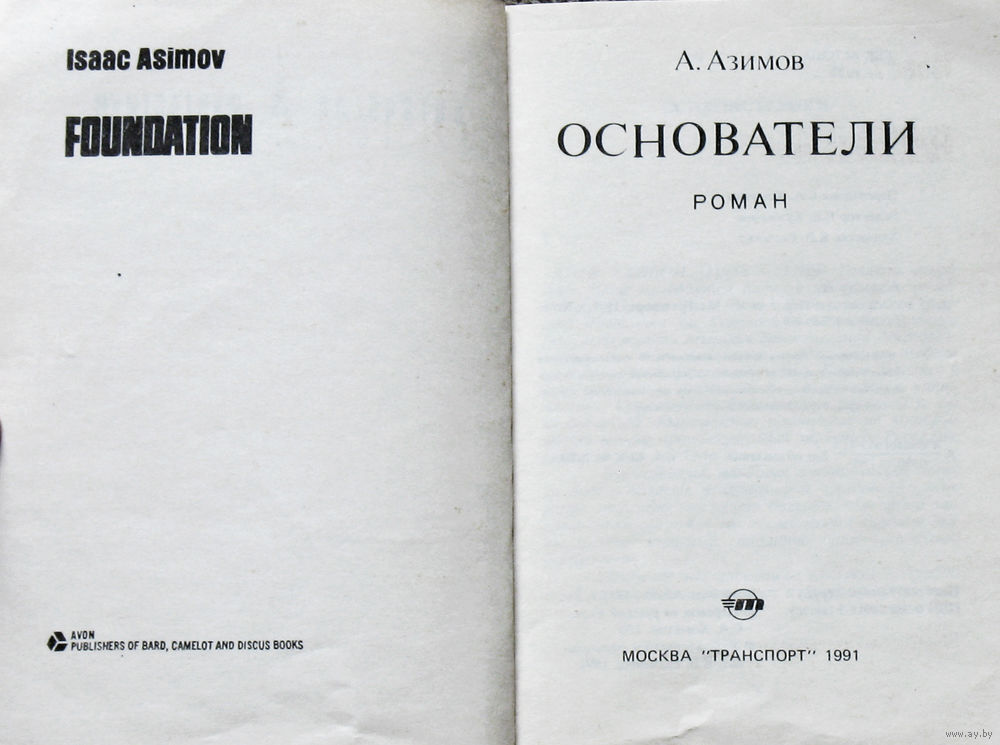 Isaac Asimov
FOUNDATION
AVON
PUBLISHERS OF BARD, CAMELOT AND DISCUS BOOKS
А. Азимов
ОСНОВАТЕЛИ
РОМАН
МОСКВА "ТРАНСПОРТ" 1991
www.ay.by